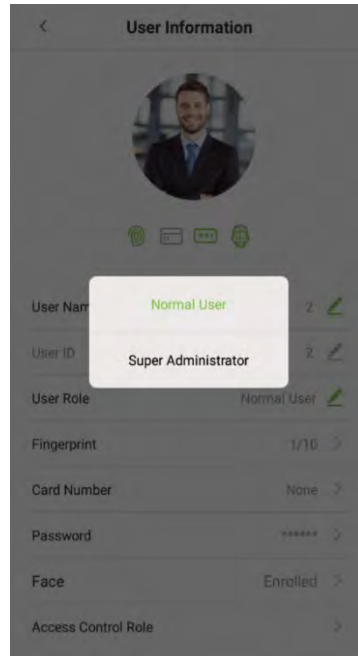 User Information
Normal User
User Nam 2
Super Administrator
User ID 2
User Role Normal User
Fingerprint 1/10
Card Number None
Password ******
Face Enrolled
Access Control Role